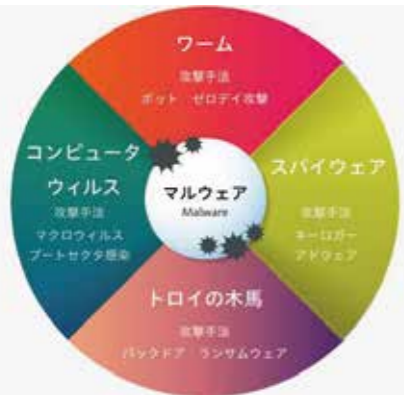 ワーム
攻撃手法
ボット ゼロデイ攻撃
コンピュータ
ウィルス
攻撃手法
マクロウィルス
ブートセクタ感染
マルウェア
Malware
スパイウェア
攻撃手法
キーロガー
アドウェア
トロイの木馬
攻撃手法
バックドア ランサムウェア